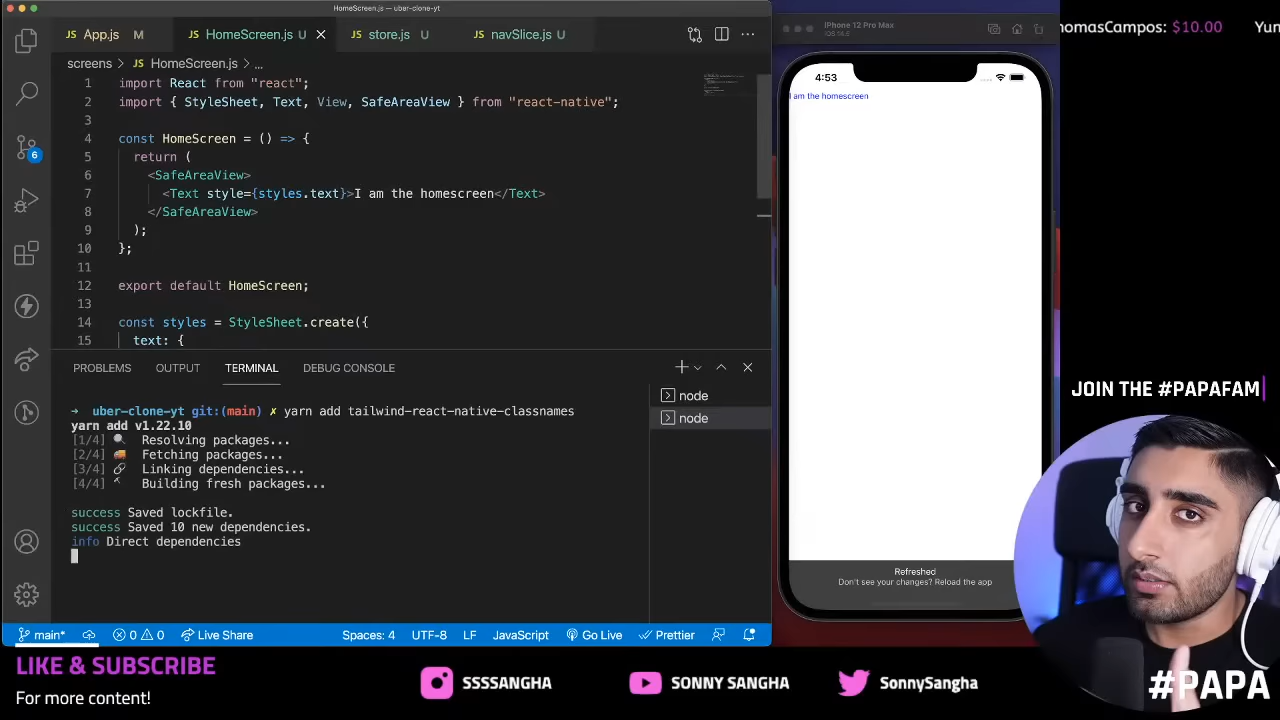 HomeScreen.js — uber-clone-yt
App.js M
HomeScreen.js U
store.js U
navSlice.js U
screens > JS HomeScreen.js > ...
1 import React from "react";
2 import { StyleSheet, Text, View, SafeAreaView } from "react-native";
3
4 const HomeScreen = () => {
5 return (
6 <SafeAreaView>
7 <Text style={styles.text}>I am the homescreen</Text>
8 </SafeAreaView>
9 );
10 };
11
12 export default HomeScreen;
13
14 const styles = StyleSheet.create({
15 text: {
6
PROBLEMS OUTPUT TERMINAL DEBUG CONSOLE
→ uber-clone-yt git:(main) ✗ yarn add tailwind-react-native-classnames
yarn add v1.22.10
[1/4] 🔍 Resolving packages...
[2/4] 🚚 Fetching packages...
[3/4] 🔗 Linking dependencies...
[4/4] 🔨 Building fresh packages...
success Saved lockfile.
success Saved 10 new dependencies.
info Direct dependencies
node
node
main* 0 0 Live Share Spaces: 4 UTF-8 LF JavaScript Go Live Prettier
iPhone 12 Pro Max
iOS 14.5
4:53
I am the homescreen
Refreshed
Don't see your changes? Reload the app
homasCampos: $10.00 Yun
JOIN THE #PAPAFAM
LIKE & SUBSCRIBE
For more content!
SSSSANGHA
SONNY SANGHA
SonnySangha
#PAPA